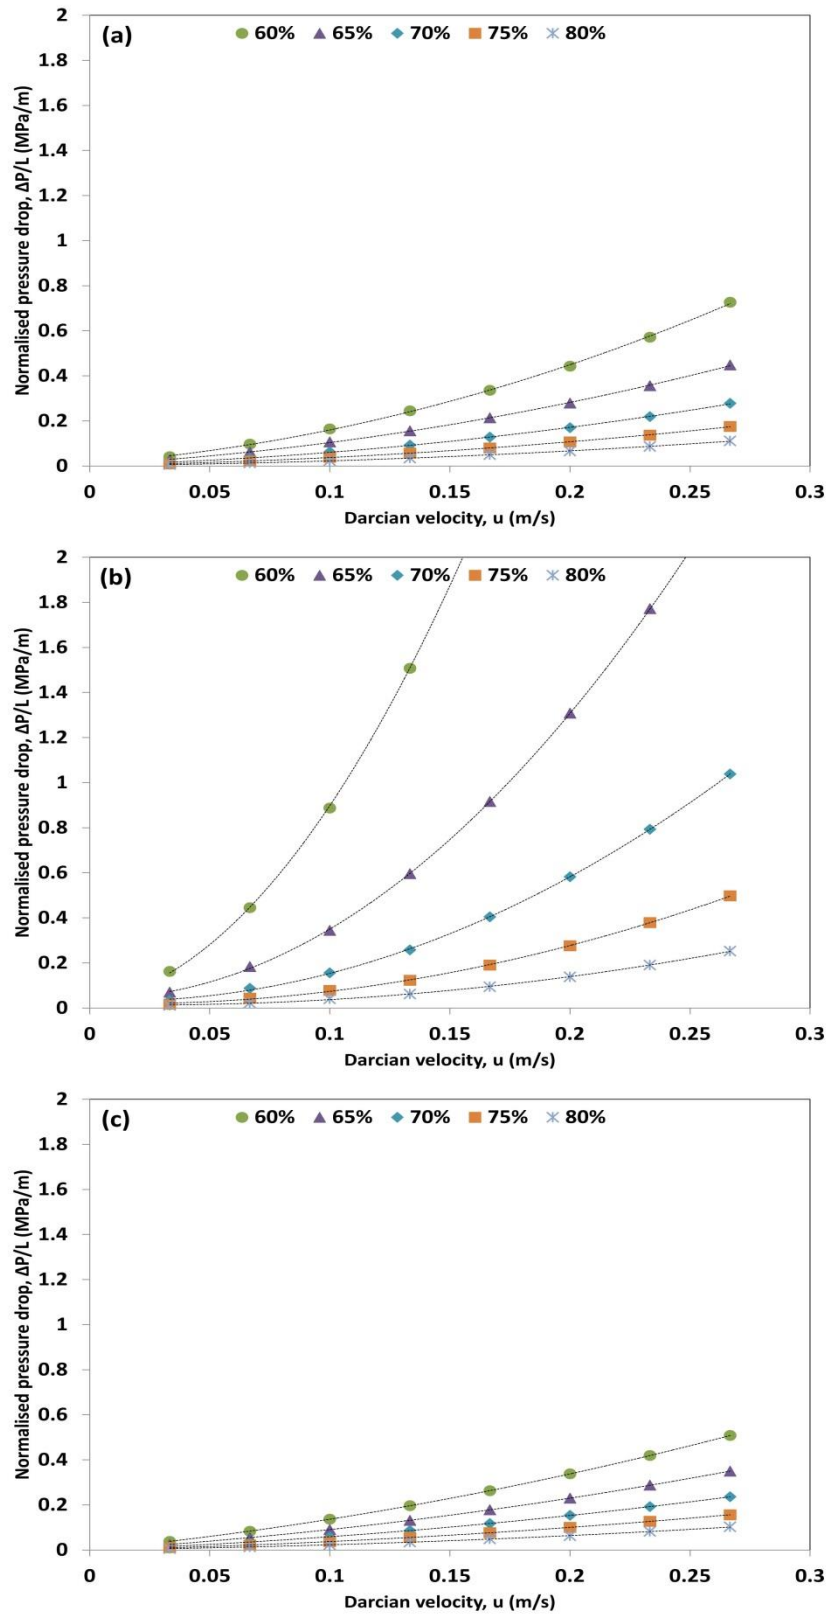 (a) 60% 65% 70% 75% 80%
Normalised pressure drop, ΔP/L (MPa/m)
2
1.8
1.6
1.4
1.2
1
0.8
0.6
0.4
0.2
0
0 0.05 0.1 0.15 0.2 0.25 0.3
Darcian velocity, u (m/s)
(b) 60% 65% 70% 75% 80%
Normalised pressure drop, ΔP/L (MPa/m)
2
1.8
1.6
1.4
1.2
1
0.8
0.6
0.4
0.2
0
0 0.05 0.1 0.15 0.2 0.25 0.3
Darcian velocity, u (m/s)
(c) 60% 65% 70% 75% 80%
Normalised pressure drop, ΔP/L (MPa/m)
2
1.8
1.6
1.4
1.2
1
0.8
0.6
0.4
0.2
0
0 0.05 0.1 0.15 0.2 0.25 0.3
Darcian velocity, u (m/s)